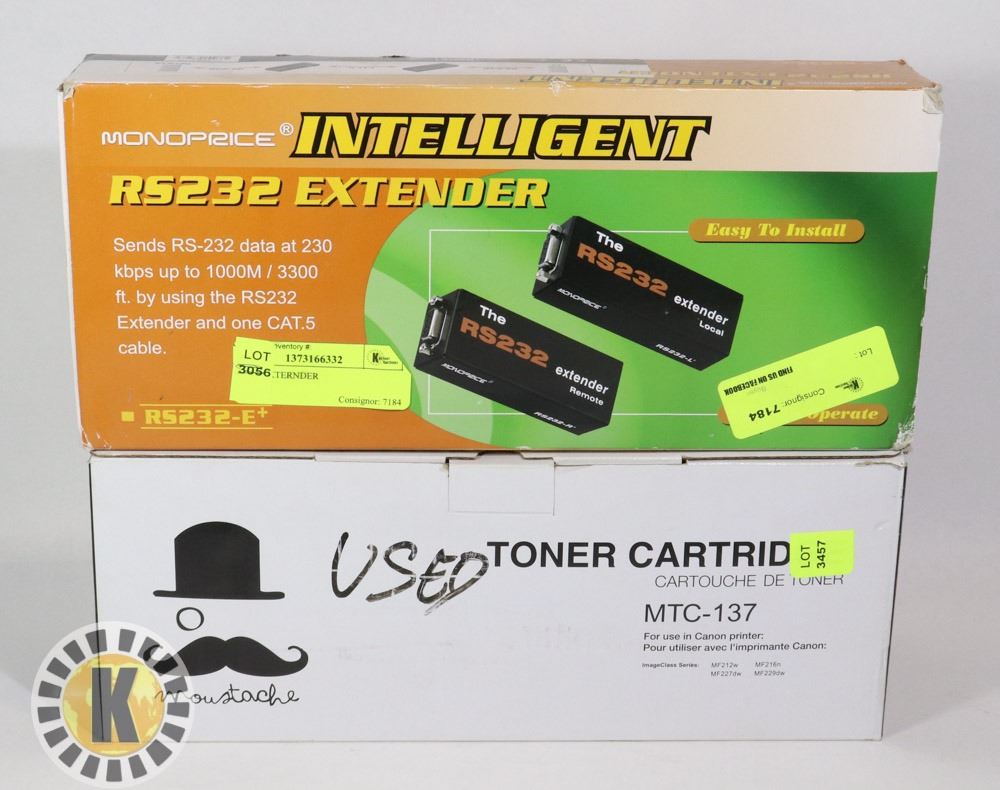 MONOPRICE® INTELLIGENT
RS232 EXTENDER
Sends RS-232 data at 230
kbps up to 1000M / 3300
ft. by using the RS232
Extender and one CAT.5
cable.
RS232-E+
Easy To Install
The
RS232
extender
Local
MONOPRICE
RS232-L+
The
RS232
extender
Remote
MONOPRICE
RS232-R+
LOT
3056
ventory #:
1373166332
K
TERNDER
Consignor: 7184
Lot:
Consignor: 7184
FIND US ON FACEBOOK
operate
USED
TONER CARTRID
LOT
3457
CARTOUCHE DE TONER
MTC-137
For use in Canon printer:
Pour utiliser avec l'imprimante Canon:
ImageClass Series: MF212w MF216n
MF227dw MF229dw
moustache
K